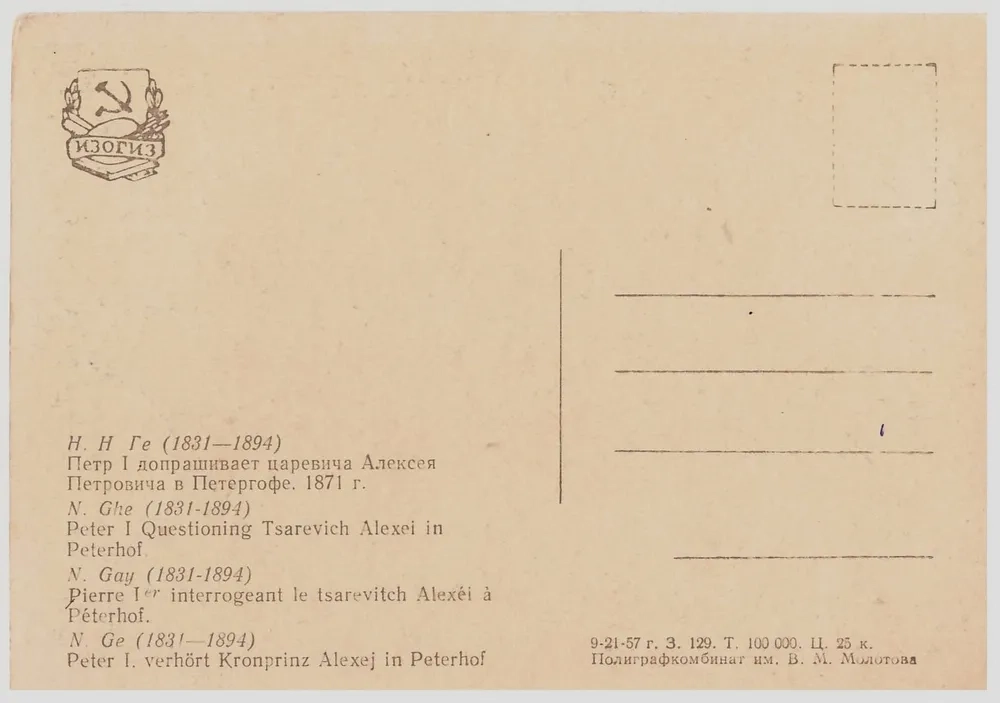 ИЗОГИЗ
Н. Н Ге (1831—1894)
Петр I допрашивает царевича Алексея
Петровича в Петергофе. 1871 г.
N. Ghe (1831-1894)
Peter I Questioning Tsarevich Alexei in
Peterhof.
N. Gay (1831-1894)
Pierre Iᵉʳ interrogeant le tsarevitch Alexéi à
Péterhof.
N. Ge (1831—1894)
Peter I. verhört Kronprinz Alexej in Peterhof
9-21-57 г. З. 129. Т. 100 000. Ц. 25 к.
Полиграфкомбинат им. В. М. Молотова